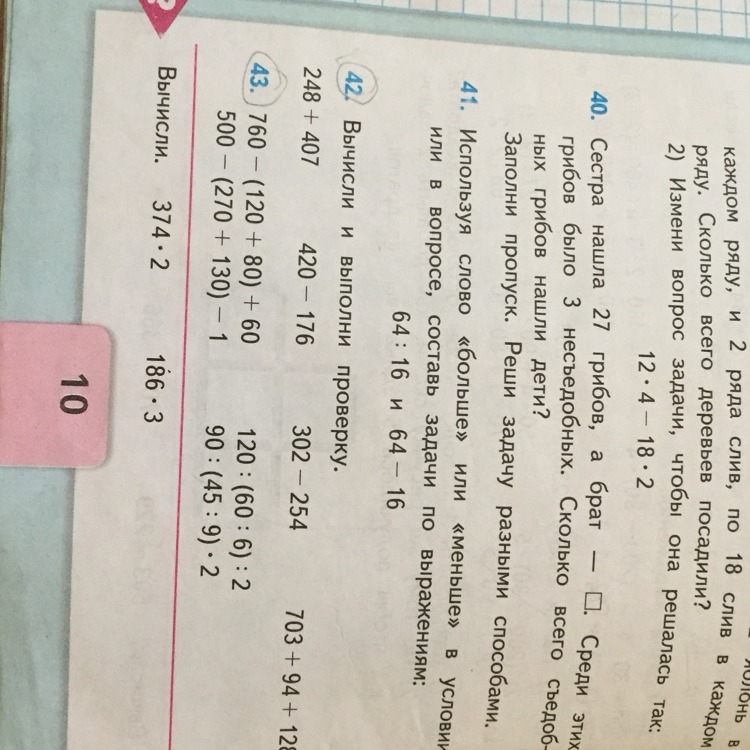 каждом ряду, и 2 ряда слив, по 18 слив в каждом
ряду. Сколько всего деревьев посадили?
2) Измени вопрос задачи, чтобы она решалась так:
12 · 4 − 18 · 2
40. Сестра нашла 27 грибов, а брат — □. Среди этих
грибов было 3 несъедобных. Сколько всего съедоб-
ных грибов нашли дети?
Заполни пропуск. Реши задачу разными способами.
41. Используя слово «больше» или «меньше» в условии
или в вопросе, составь задачи по выражениям:
64 : 16 и 64 − 16
42. Вычисли и выполни проверку.
248 + 407 420 − 176 302 − 254 703 + 94 + 128
43. 760 − (120 + 80) + 60 120 : (60 : 6) : 2
500 − (270 + 130) − 1 90 : (45 : 9) · 2
Вычисли. 374 · 2 186 · 3
10